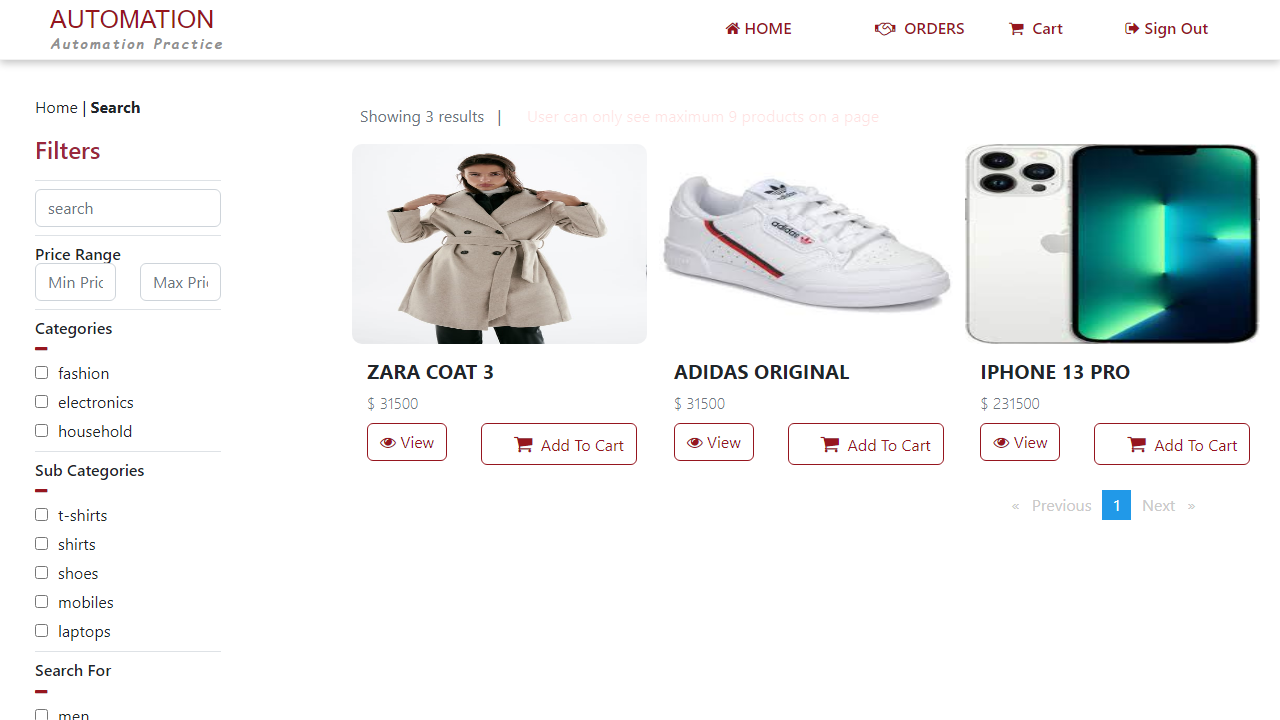 AUTOMATION
Automation Practice
HOME
ORDERS
Cart
Sign Out
Home | Search
Filters
search
Price Range
Min Pric
Max Pric
Categories
fashion
electronics
household
Sub Categories
t-shirts
shirts
shoes
mobiles
laptops
Search For
men
Showing 3 results |
User can only see maximum 9 products on a page
adidas
adidas
ZARA COAT 3
$ 31500
View
Add To Cart
ADIDAS ORIGINAL
$ 31500
View
Add To Cart
IPHONE 13 PRO
$ 231500
View
Add To Cart
« Previous 1 Next »